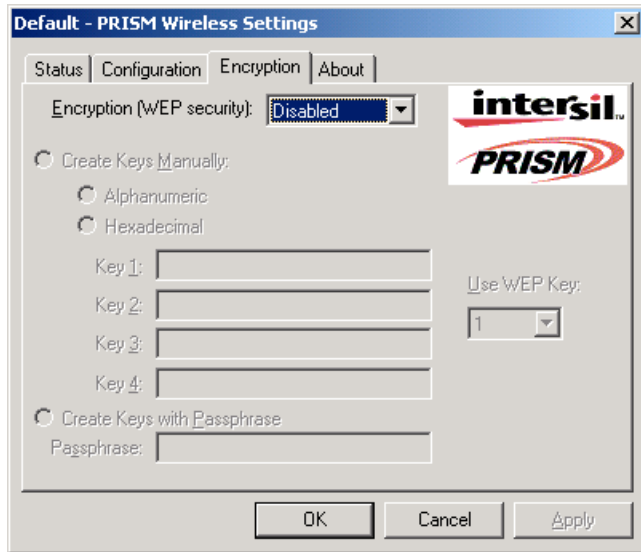 Default - PRISM Wireless Settings
Status Configuration Encryption About
Encryption (WEP security): Disabled
intersil.
PRISM
Create Keys Manually:
Alphanumeric
Hexadecimal
Key 1:
Use WEP Key:
Key 2:
1
Key 3:
Key 4:
Create Keys with Passphrase
Passphrase:
OK Cancel Apply